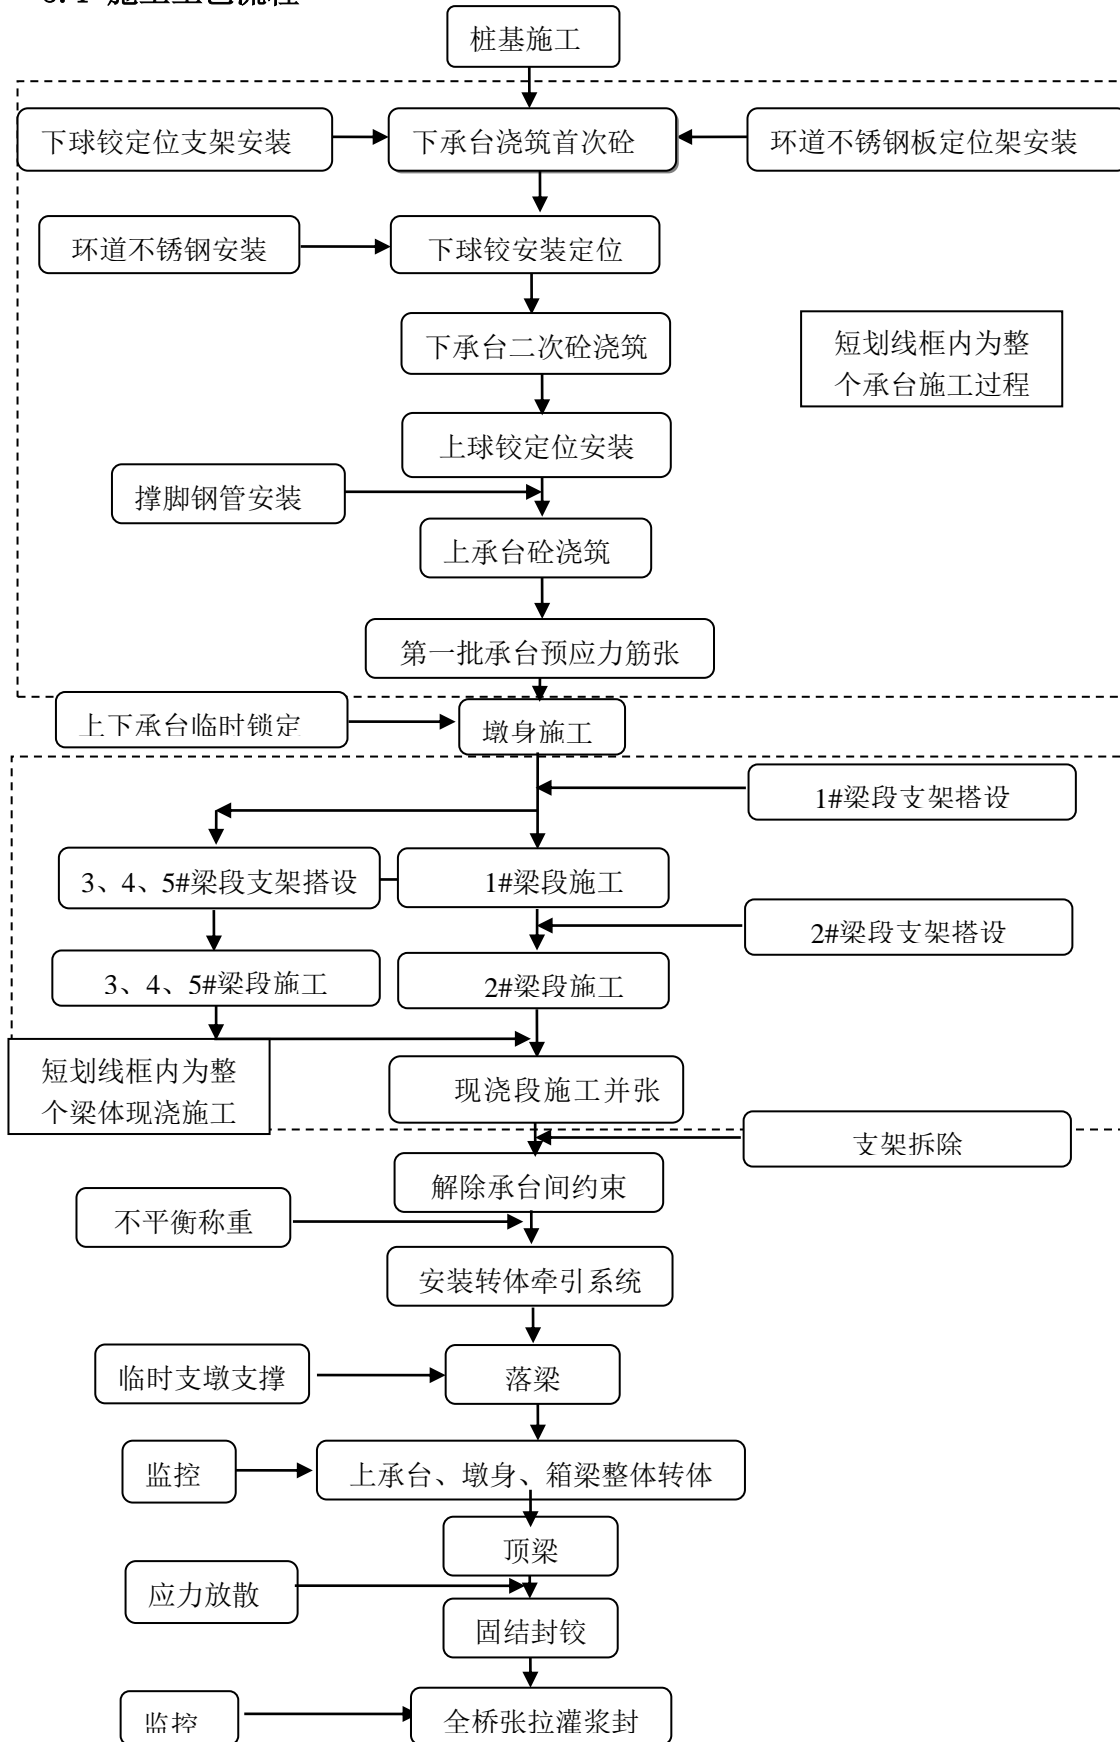 桩基施工
下球铰定位支架安装
下承台浇筑首次砼
环道不锈钢板定位架安装
环道不锈钢安装
下球铰安装定位
下承台二次砼浇筑
短划线框内为整
个承台施工过程
上球铰定位安装
撑脚钢管安装
上承台砼浇筑
第一批承台预应力筋张
上下承台临时锁定
墩身施工
1#梁段支架搭设
3、4、5#梁段支架搭设
1#梁段施工
2#梁段支架搭设
3、4、5#梁段施工
2#梁段施工
短划线框内为整
个梁体现浇施工
现浇段施工并张
支架拆除
解除承台间约束
不平衡称重
安装转体牵引系统
临时支墩支撑
落梁
监控
上承台、墩身、箱梁整体转体
顶梁
应力放散
固结封铰
监控
全桥张拉灌浆封